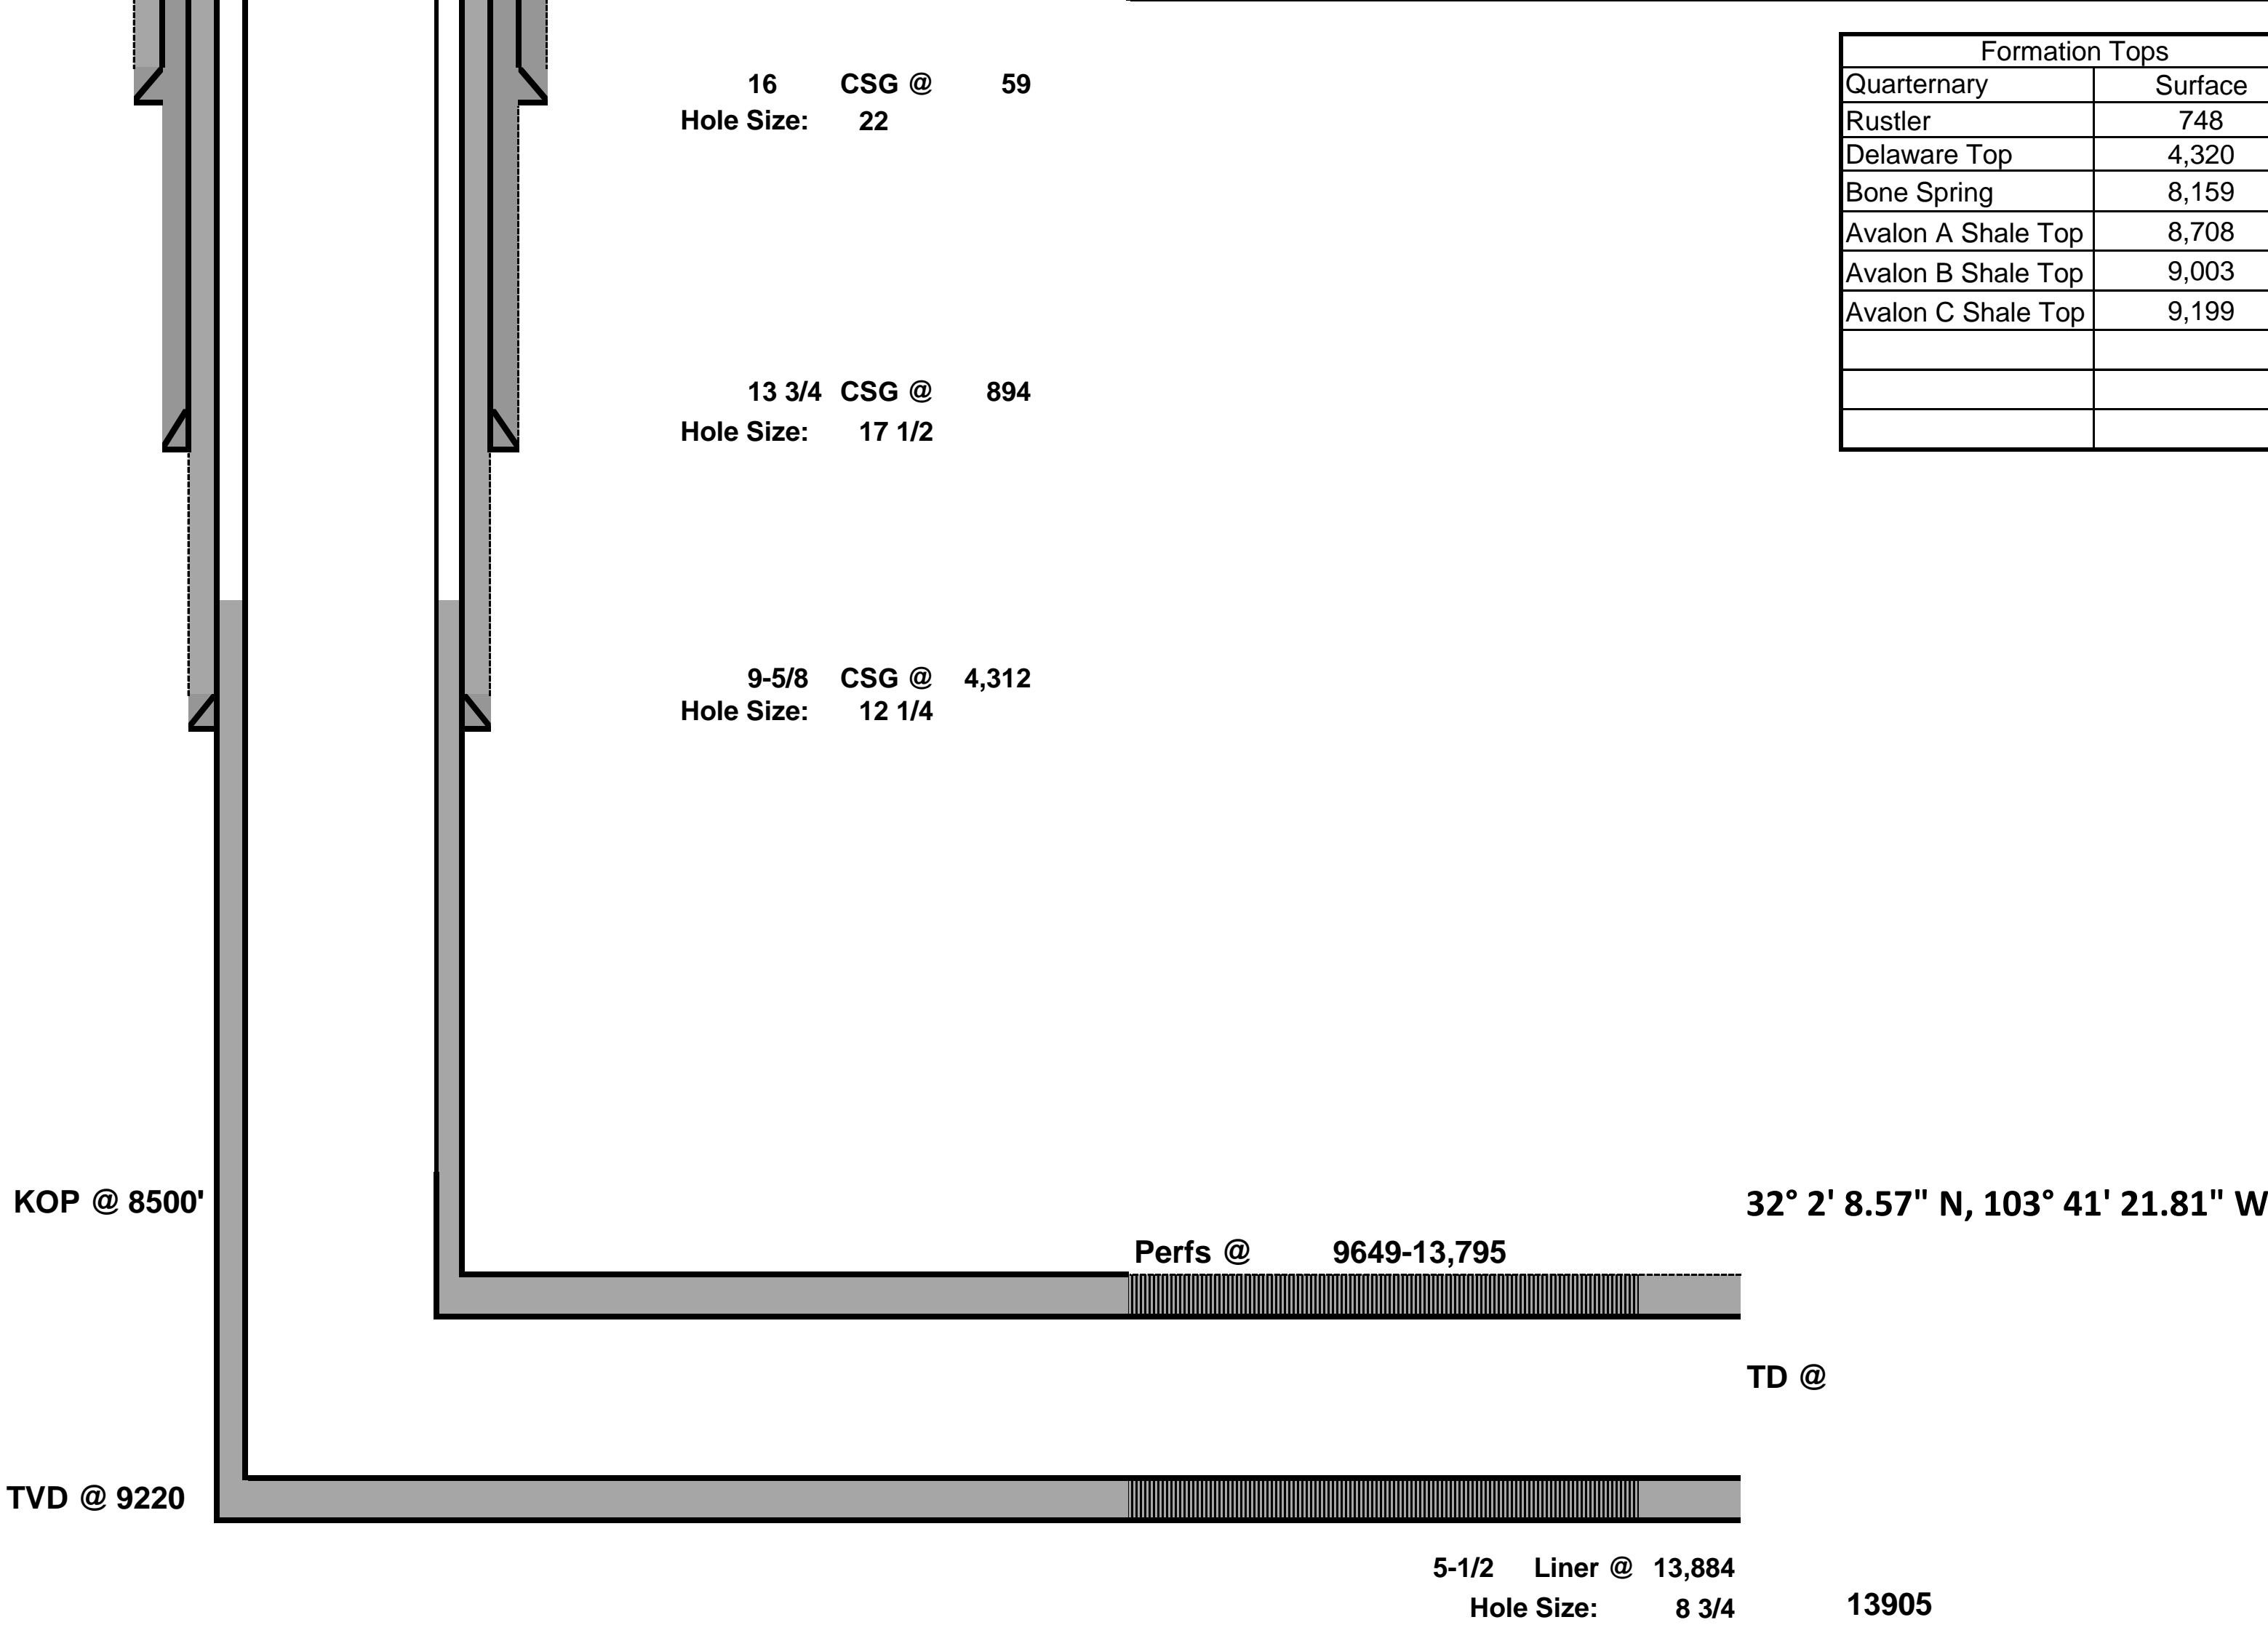 Formation Tops
Quarternary Surface
Rustler 748
Delaware Top 4,320
Bone Spring 8,159
Avalon A Shale Top 8,708
Avalon B Shale Top 9,003
Avalon C Shale Top 9,199
16 CSG @ 59
Hole Size: 22
13 3/4 CSG @ 894
Hole Size: 17 1/2
9-5/8 CSG @ 4,312
Hole Size: 12 1/4
KOP @ 8500'
32° 2' 8.57" N, 103° 41' 21.81" W
Perfs @ 9649-13,795
TD @
TVD @ 9220
5-1/2 Liner @ 13,884
Hole Size: 8 3/4
13905